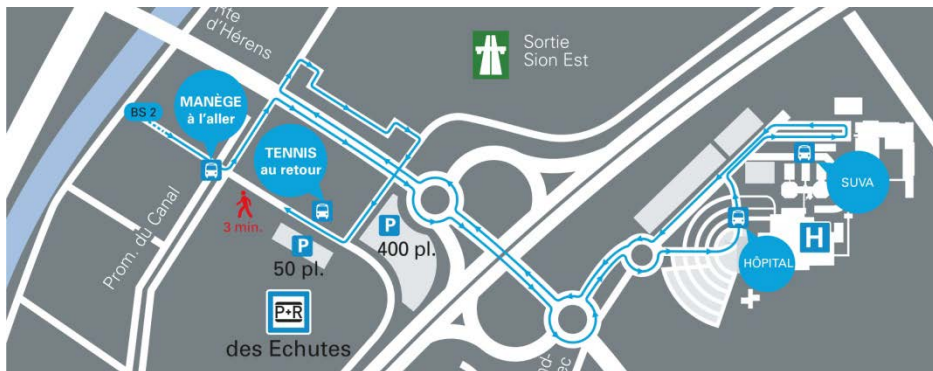 Rte
d'Hérens
Sortie
Sion Est
BS 2
MANÈGE
à l'aller
TENNIS
au retour
3 min.
Prom. du Canal
P
50 pl.
P
400 pl.
P+R
des Echutes
SUVA
H
HÔPITAL